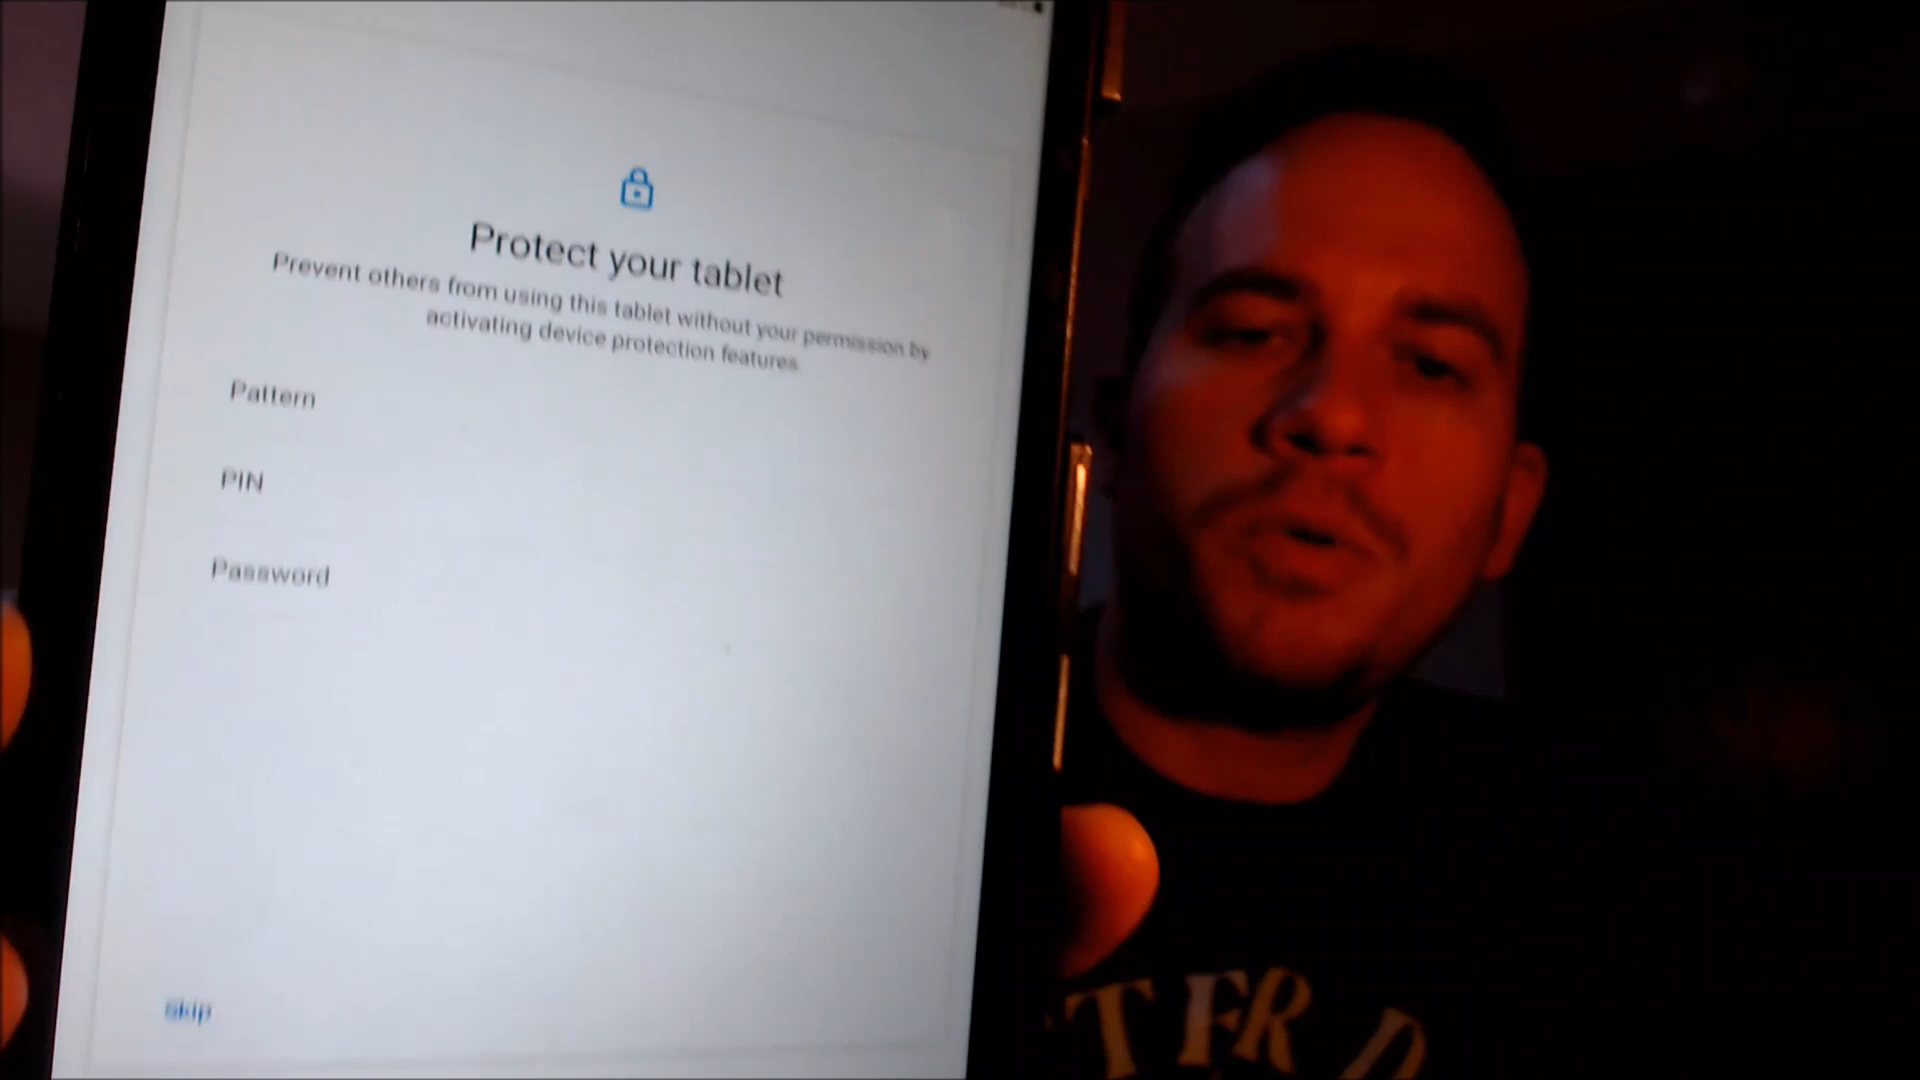 Protect your tablet
Prevent others from using this tablet without your permission by
activating device protection features.
Pattern
PIN
Password
Skip